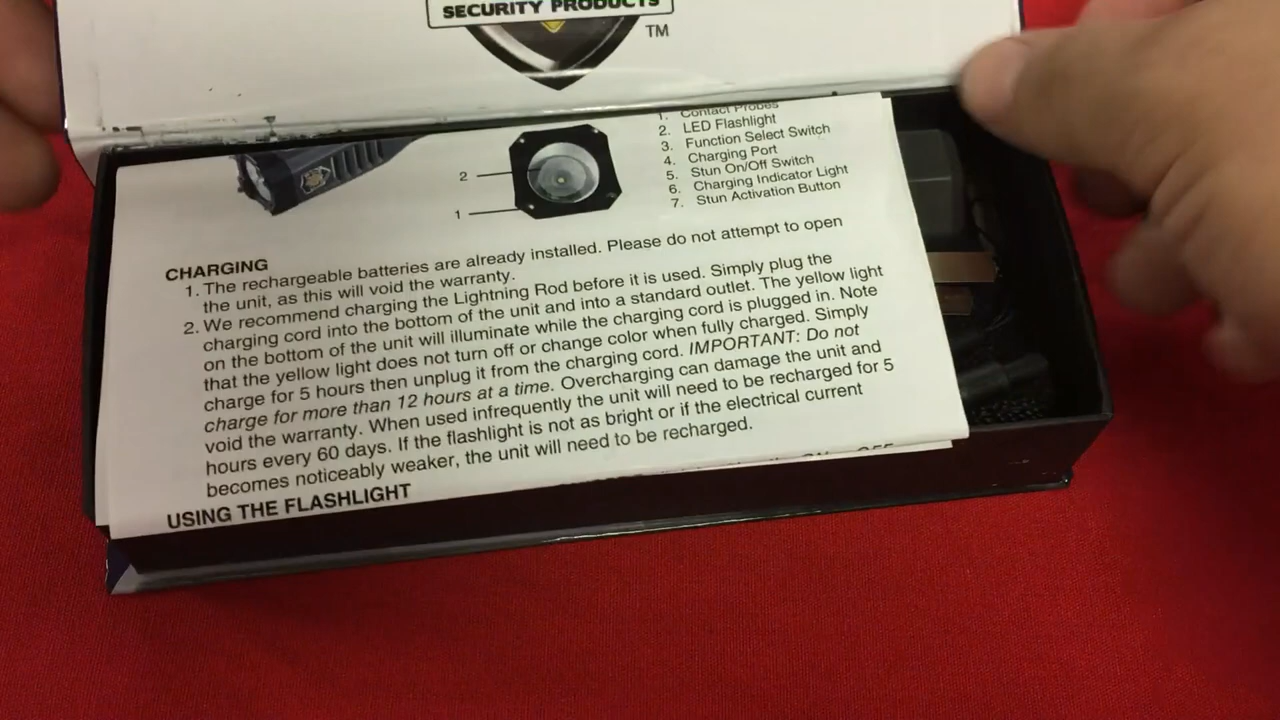 SECURITY PRODUCTS
TM
1. Contact Probes
2. LED Flashlight
3. Function Select Switch
4. Charging Port
5. Stun On/Off Switch
6. Charging Indicator Light
7. Stun Activation Button
2
1
CHARGING
1. The rechargeable batteries are already installed. Please do not attempt to open
the unit, as this will void the warranty.
2. We recommend charging the Lightning Rod before it is used. Simply plug the
charging cord into the bottom of the unit and into a standard outlet. The yellow light
on the bottom of the unit will illuminate while the charging cord is plugged in. Note
that the yellow light does not turn off or change color when fully charged. Simply
charge for 5 hours then unplug it from the charging cord. IMPORTANT: Do not
charge for more than 12 hours at a time. Overcharging can damage the unit and
void the warranty. When used infrequently the unit will need to be recharged for 5
hours every 60 days. If the flashlight is not as bright or if the electrical current
becomes noticeably weaker, the unit will need to be recharged.
USING THE FLASHLIGHT